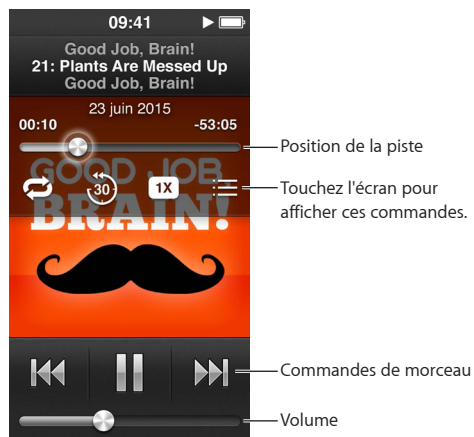 09:41
Good Job, Brain!
21: Plants Are Messed Up
Good Job, Brain!
23 juin 2015
00:10 -53:05
Position de la piste
GOOD JOB
30 1X
Touchez l'écran pour
afficher ces commandes.
BRAIN!
Commandes de morceau
Volume